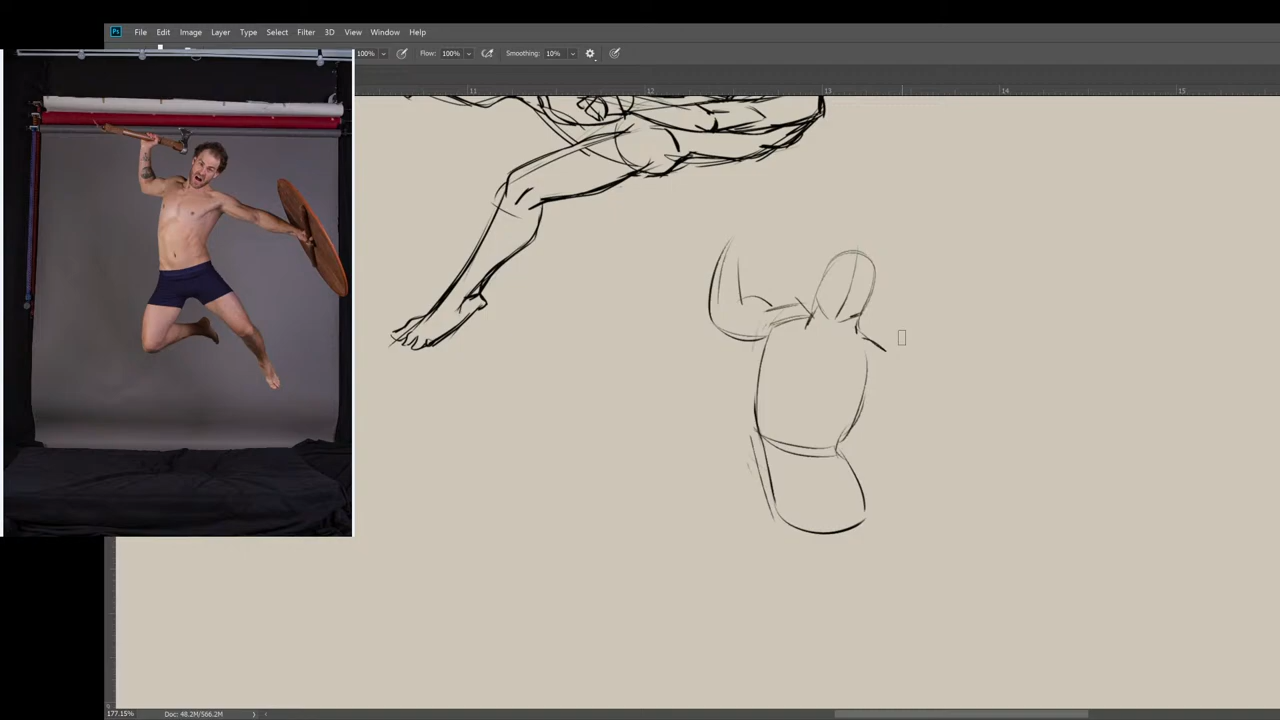 Ps File Edit Image Layer Type Select Filter 3D View Window Help
100% Flow: 100% Smoothing: 10%
11 12 13 14 15
177.15% Doc: 48.2M/566.2M